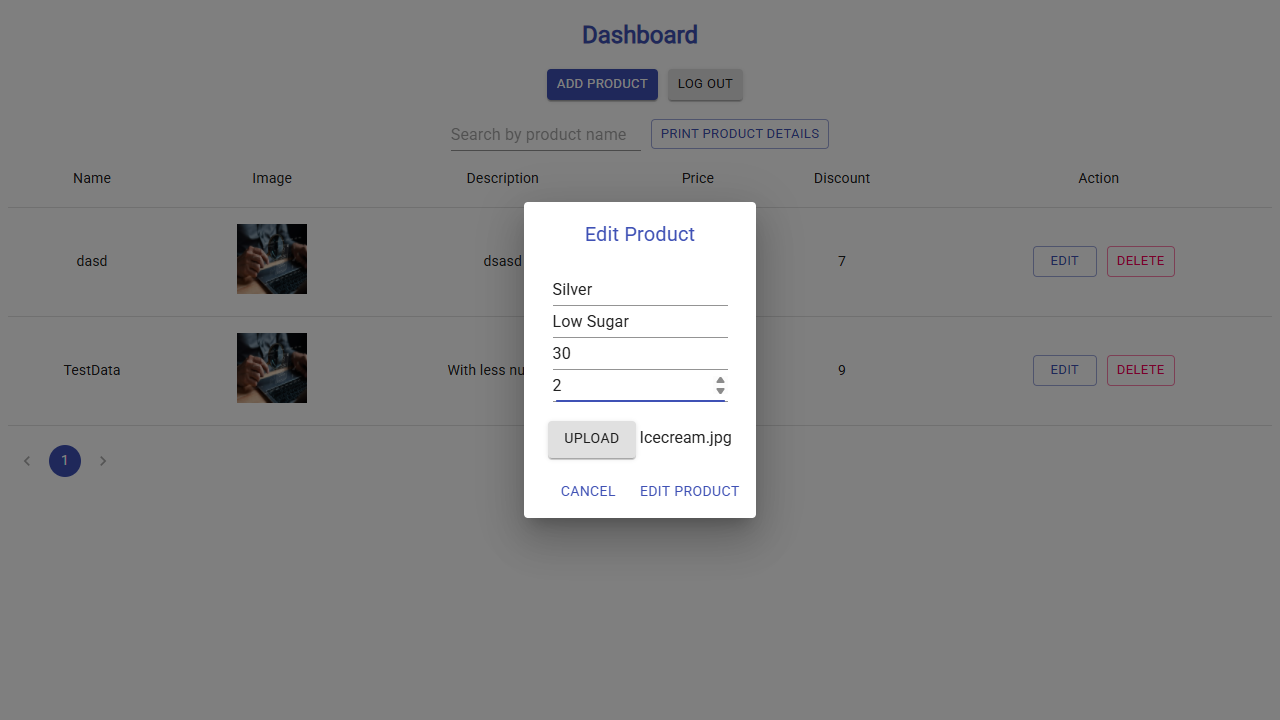 Dashboard
ADD PRODUCT LOG OUT
Search by product name PRINT PRODUCT DETAILS
Name Image Description Price Discount Action
dasd dsasd 7 EDIT DELETE
TestData With less nu 9 EDIT DELETE
1
Edit Product
Silver
Low Sugar
30
2
UPLOAD Icecream.jpg
CANCEL EDIT PRODUCT